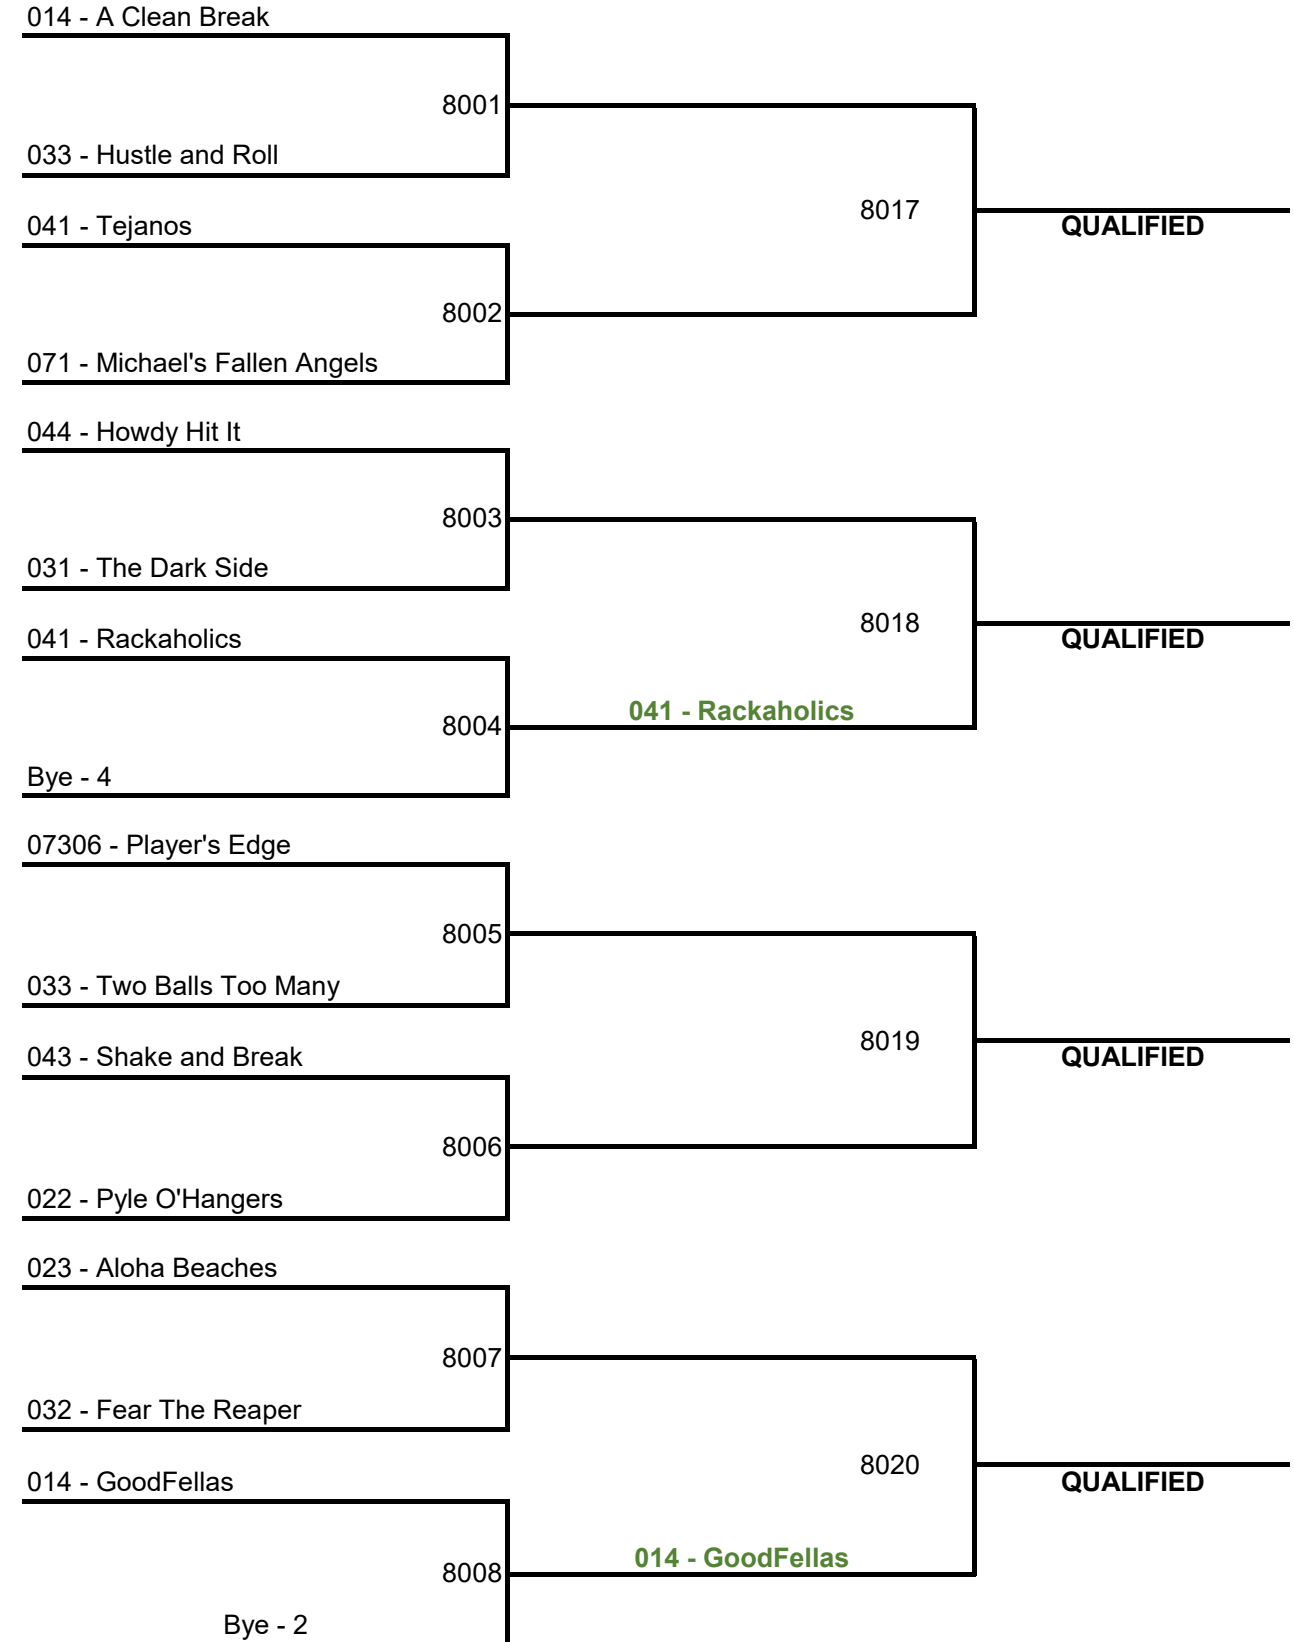 014 - A Clean Break
8001
033 - Hustle and Roll
8017
041 - Tejanos
QUALIFIED
8002
071 - Michael's Fallen Angels
044 - Howdy Hit It
8003
031 - The Dark Side
8018
041 - Rackaholics
QUALIFIED
041 - Rackaholics
8004
Bye - 4
07306 - Player's Edge
8005
033 - Two Balls Too Many
8019
043 - Shake and Break
QUALIFIED
8006
022 - Pyle O'Hangers
023 - Aloha Beaches
8007
032 - Fear The Reaper
8020
014 - GoodFellas
QUALIFIED
014 - GoodFellas
8008
Bye - 2